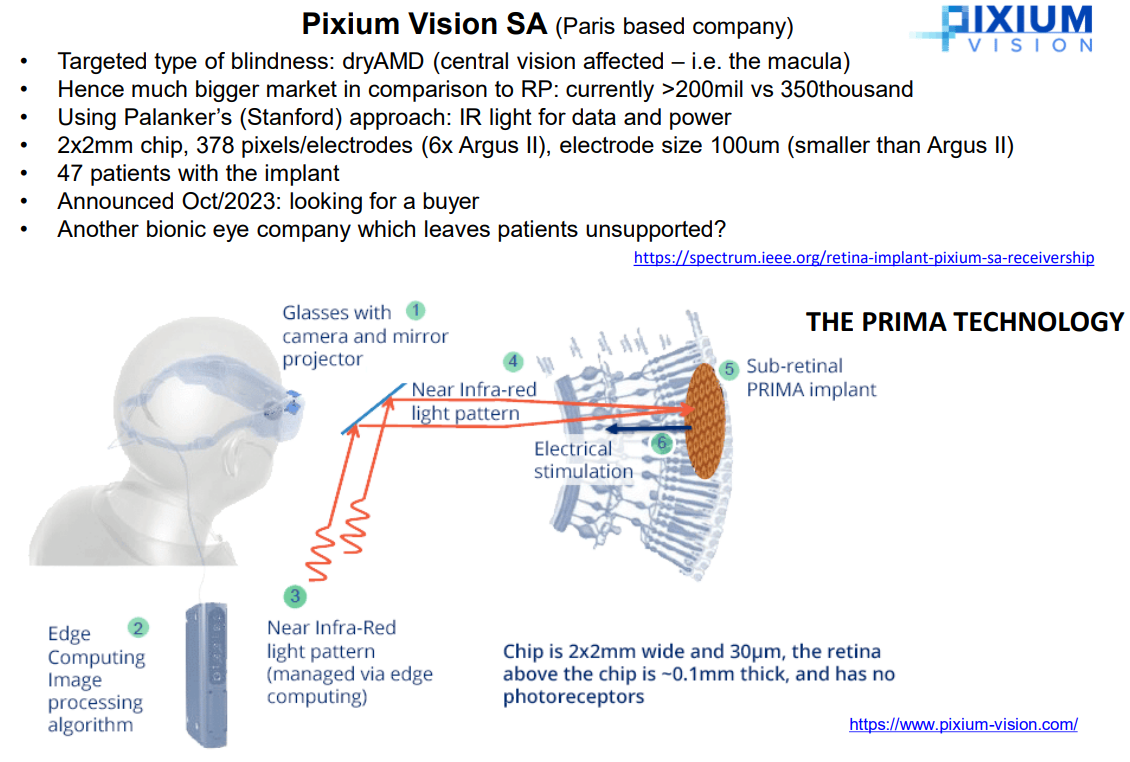 Pixium Vision SA (Paris based company)
PIXIUM
VISION
• Targeted type of blindness: dryAMD (central vision affected – i.e. the macula)
• Hence much bigger market in comparison to RP: currently >200mil vs 350thousand
• Using Palanker's (Stanford) approach: IR light for data and power
• 2x2mm chip, 378 pixels/electrodes (6x Argus II), electrode size 100um (smaller than Argus II)
• 47 patients with the implant
• Announced Oct/2023: looking for a buyer
• Another bionic eye company which leaves patients unsupported?
https://spectrum.ieee.org/retina-implant-pixium-sa-receivership
THE PRIMA TECHNOLOGY
Glasses with 1
camera and mirror
projector
4
Near Infra-red
light pattern
5 Sub-retinal
PRIMA implant
6
Electrical
stimulation
2
Edge
Computing
Image
processing
algorithm
3
Near Infra-Red
light pattern
(managed via edge
computing)
Chip is 2x2mm wide and 30µm, the retina
above the chip is ~0.1mm thick, and has no
photoreceptors
https://www.pixium-vision.com/